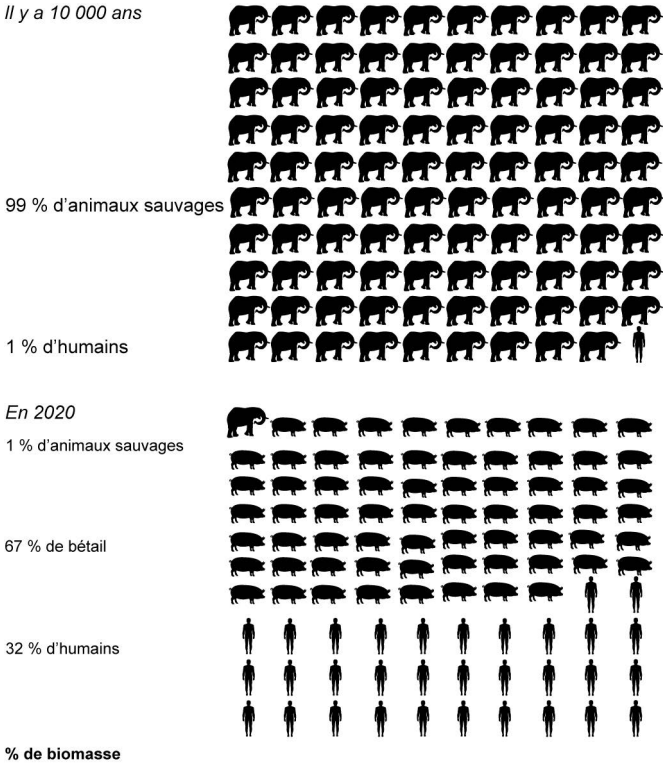 Il y a 10 000 ans
99 % d'animaux sauvages
1 % d'humains
En 2020
1 % d'animaux sauvages
67 % de bétail
32 % d'humains
% de biomasse